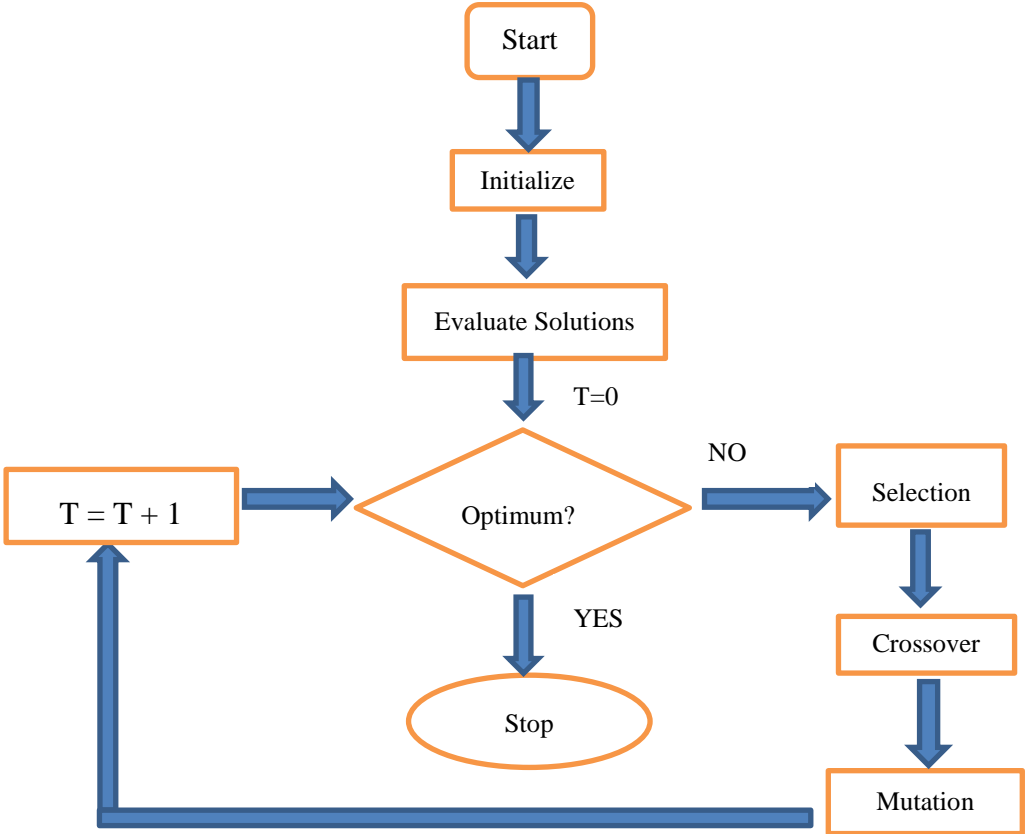 Start
Initialize
Evaluate Solutions
T=0
NO
Selection
T = T + 1
Optimum?
YES
Crossover
Stop
Mutation